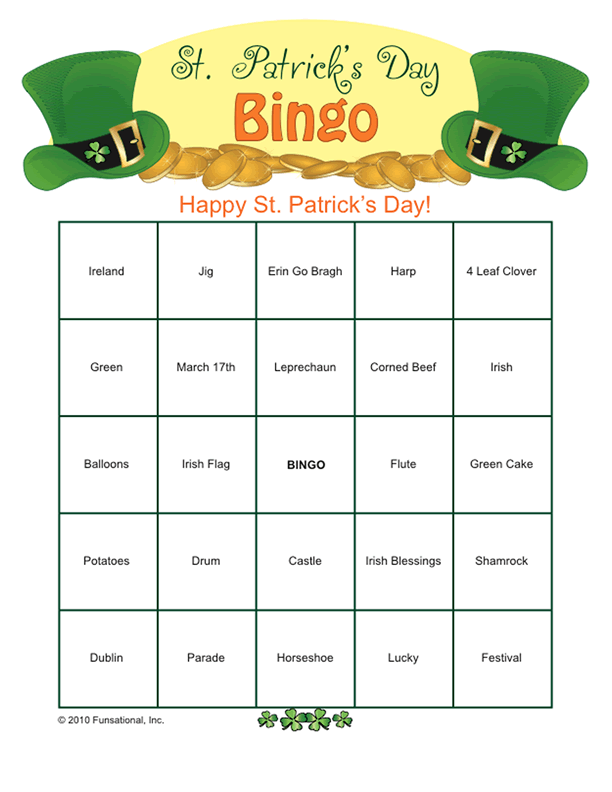 St. Patrick's Day
Bingo
Happy St. Patrick's Day!
Ireland Jig Erin Go Bragh Harp 4 Leaf Clover
Green March 17th Leprechaun Corned Beef Irish
Balloons Irish Flag BINGO Flute Green Cake
Potatoes Drum Castle Irish Blessings Shamrock
Dublin Parade Horseshoe Lucky Festival
© 2010 Funsational, Inc.